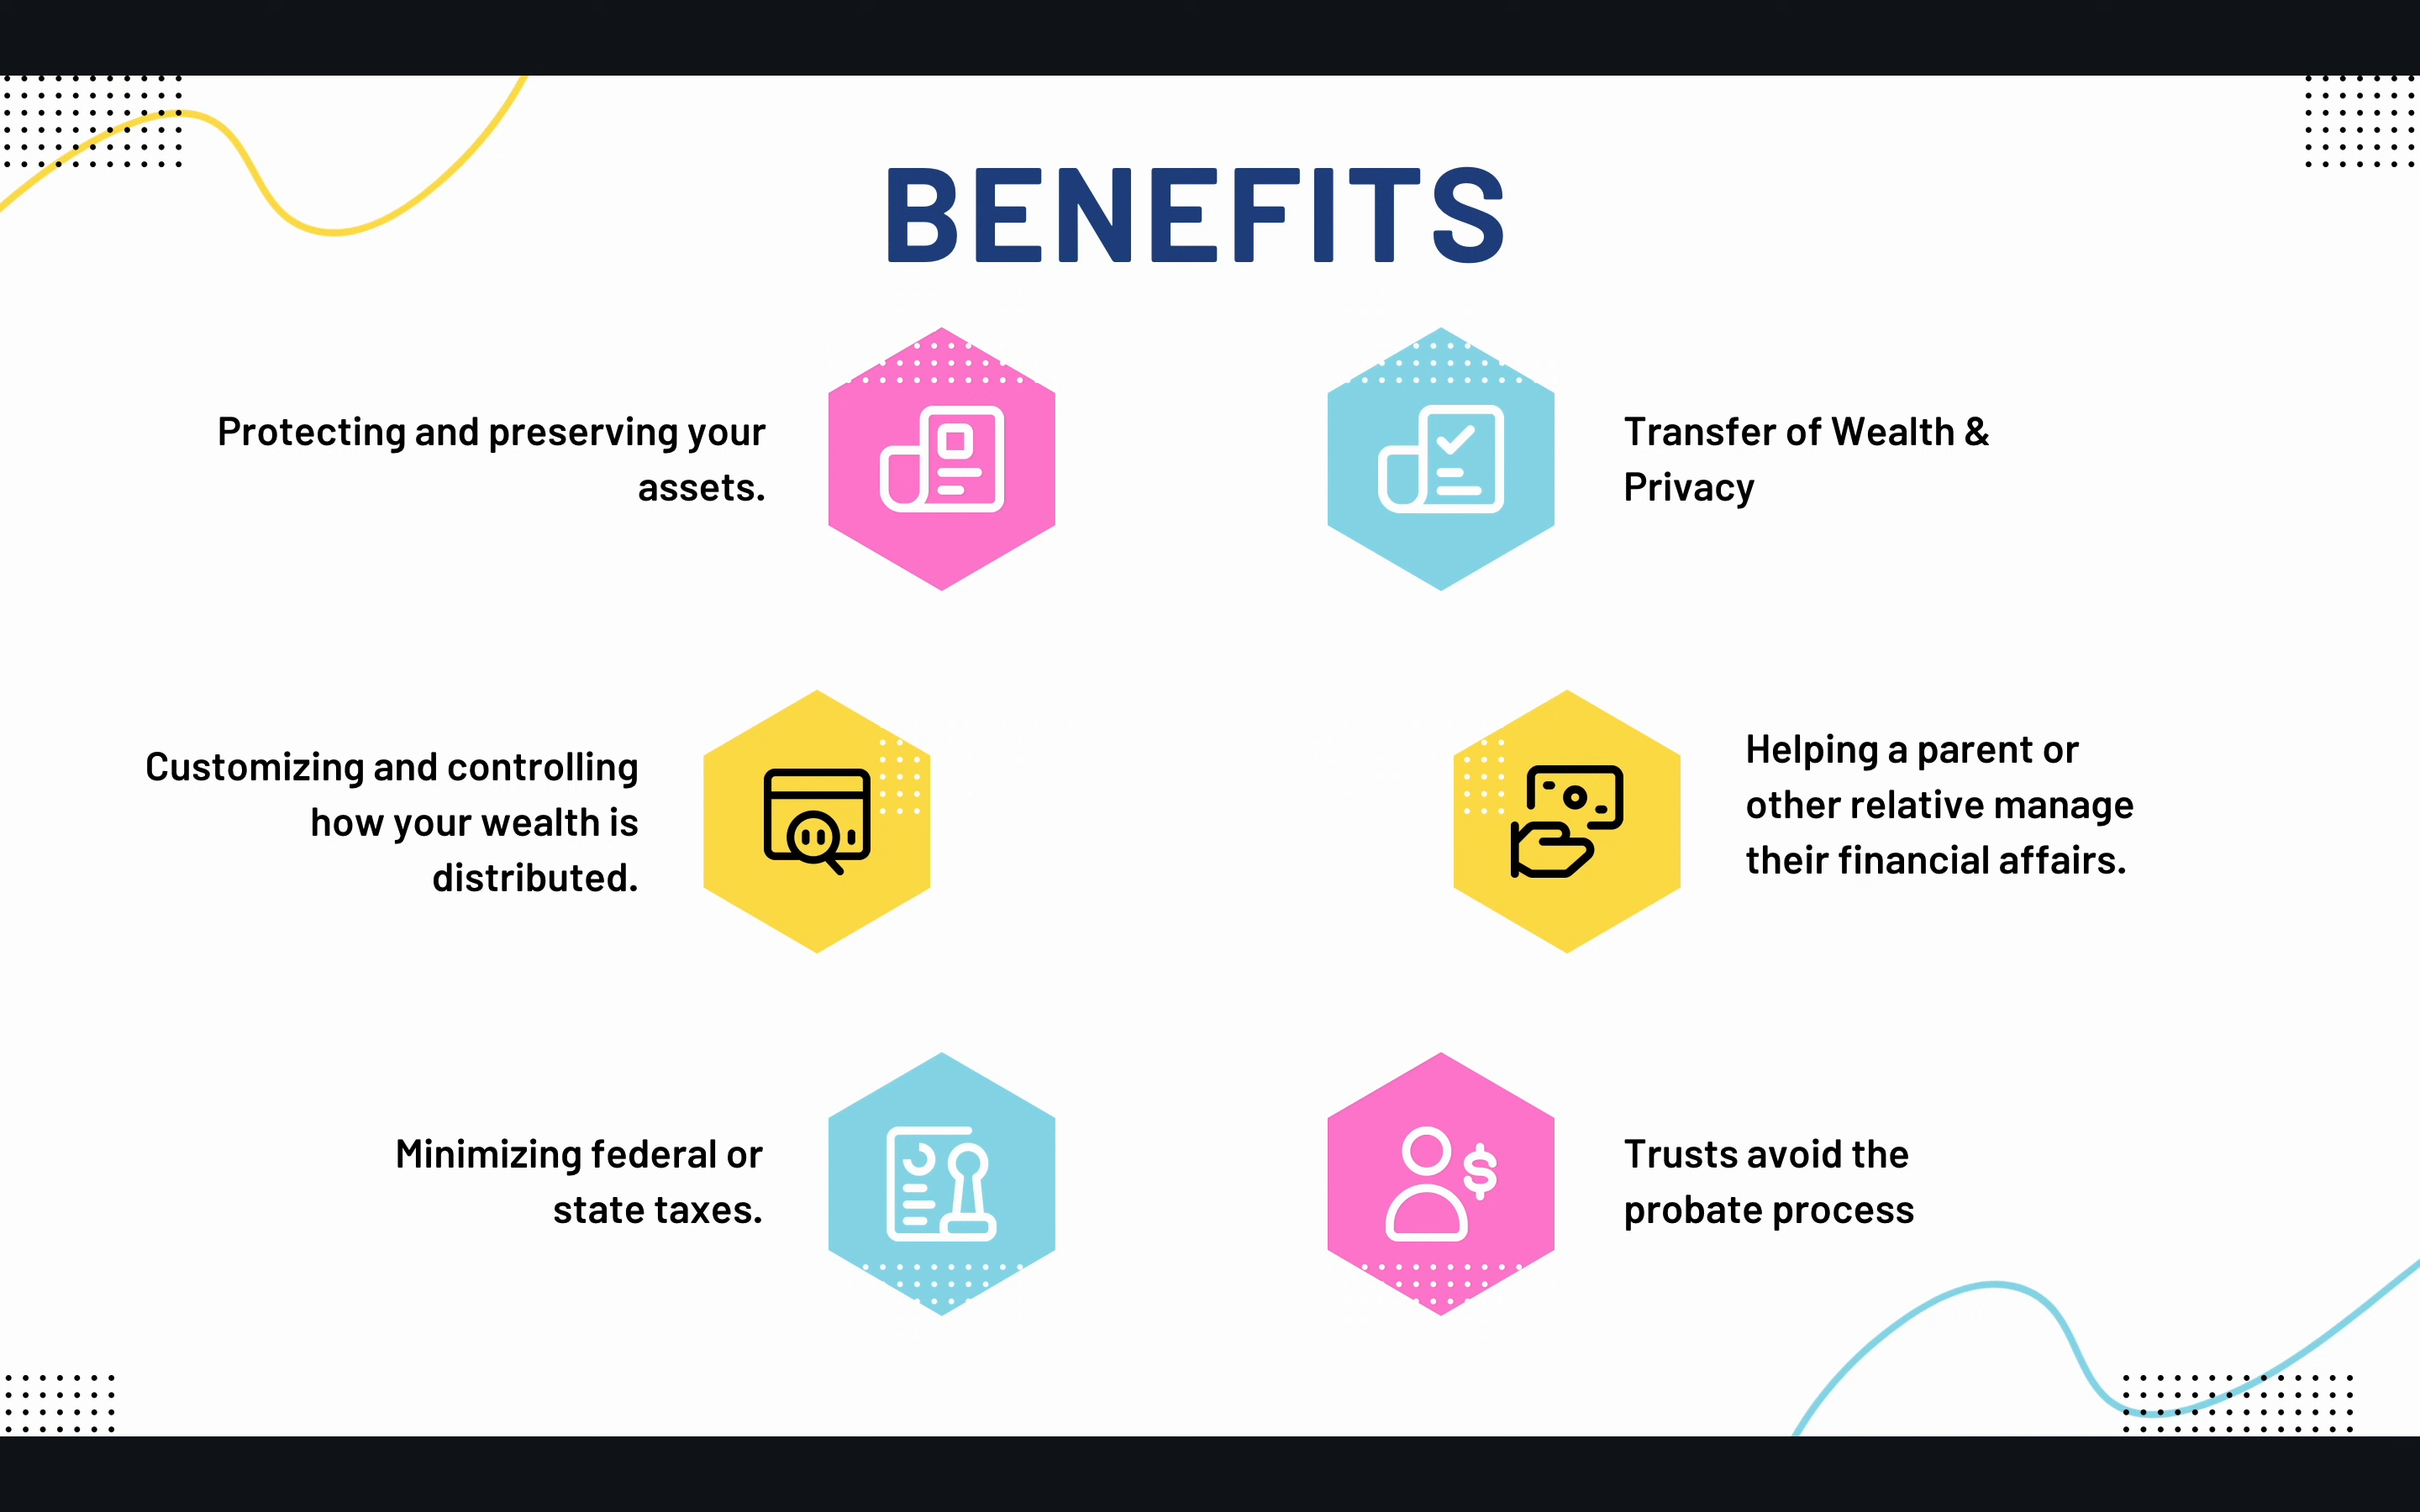 BENEFITS
Protecting and preserving your
assets.
Transfer of Wealth &
Privacy
Customizing and controlling
how your wealth is
distributed.
Helping a parent or
other relative manage
their financial affairs.
Minimizing federal or
state taxes.
Trusts avoid the
probate process